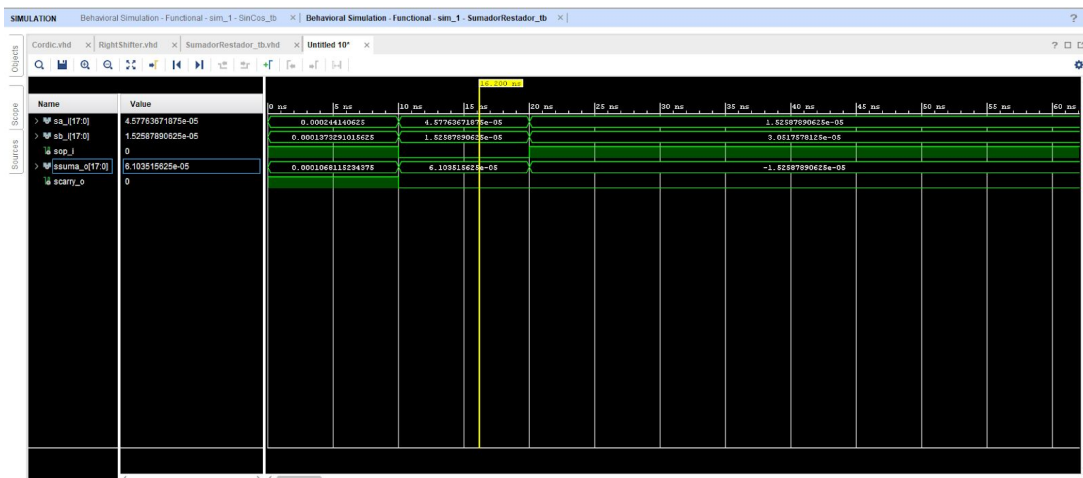 SIMULATION Behavioral Simulation - Functional - sim_1 - SinCos_tb × Behavioral Simulation - Functional - sim_1 - SumadorRestador_tb × ?
Cordic.vhd × RightShifter.vhd × SumadorRestador_tb.vhd × Untitled 10* ×
Objects
Scope
Sources
16.200 ns
Name Value 0 ns 5 ns 10 ns 15 ns 20 ns 25 ns 30 ns 35 ns 40 ns 45 ns 50 ns 55 ns 60 ns
sa_i[17:0] 4.57763671875e-05 0.000244140625 4.57763671875e-05 1.52587890625e-05
sb_i[17:0] 1.52587890625e-05 0.0001373291015625 1.52587890625e-05 3.0517578125e-05
sop_i 0
ssuma_o[17:0] 6.103515625e-05 0.0001068115234375 6.103515625e-05 -1.52587890625e-05
scarry_o 0